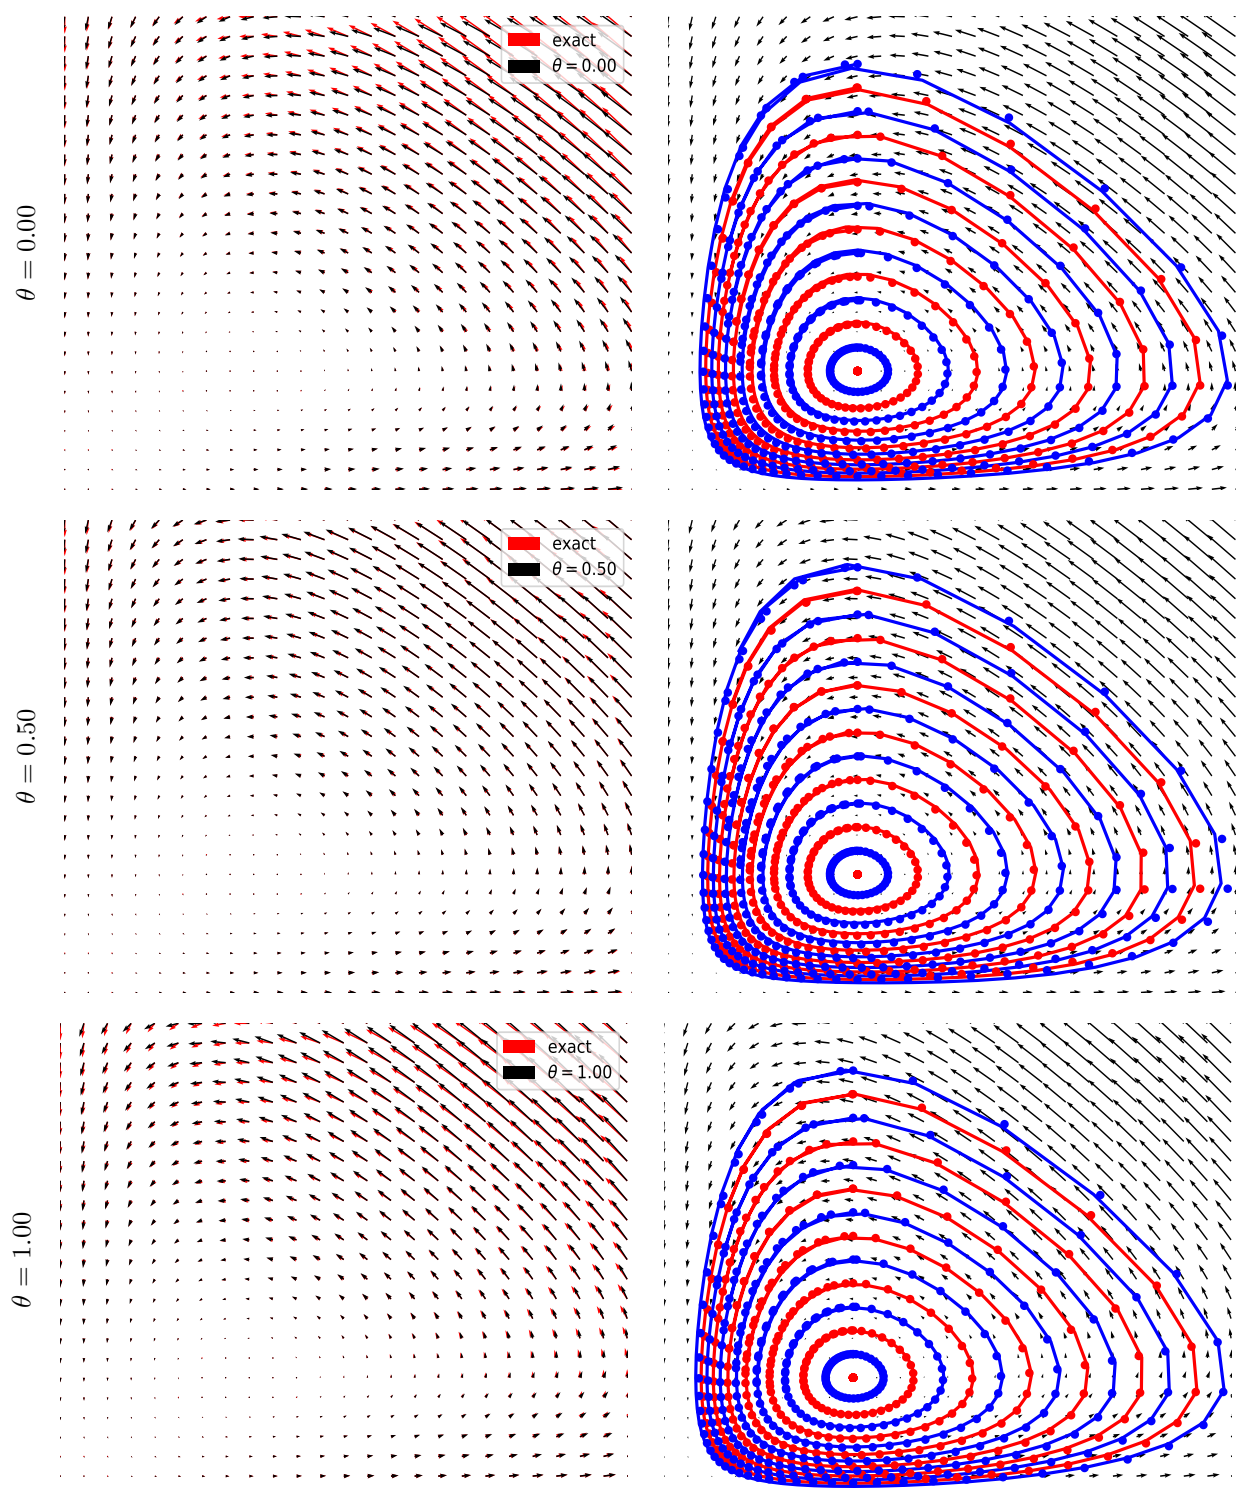 θ = 0.00
exact
θ = 0.00
θ = 0.50
exact
θ = 0.50
θ = 1.00
exact
θ = 1.00